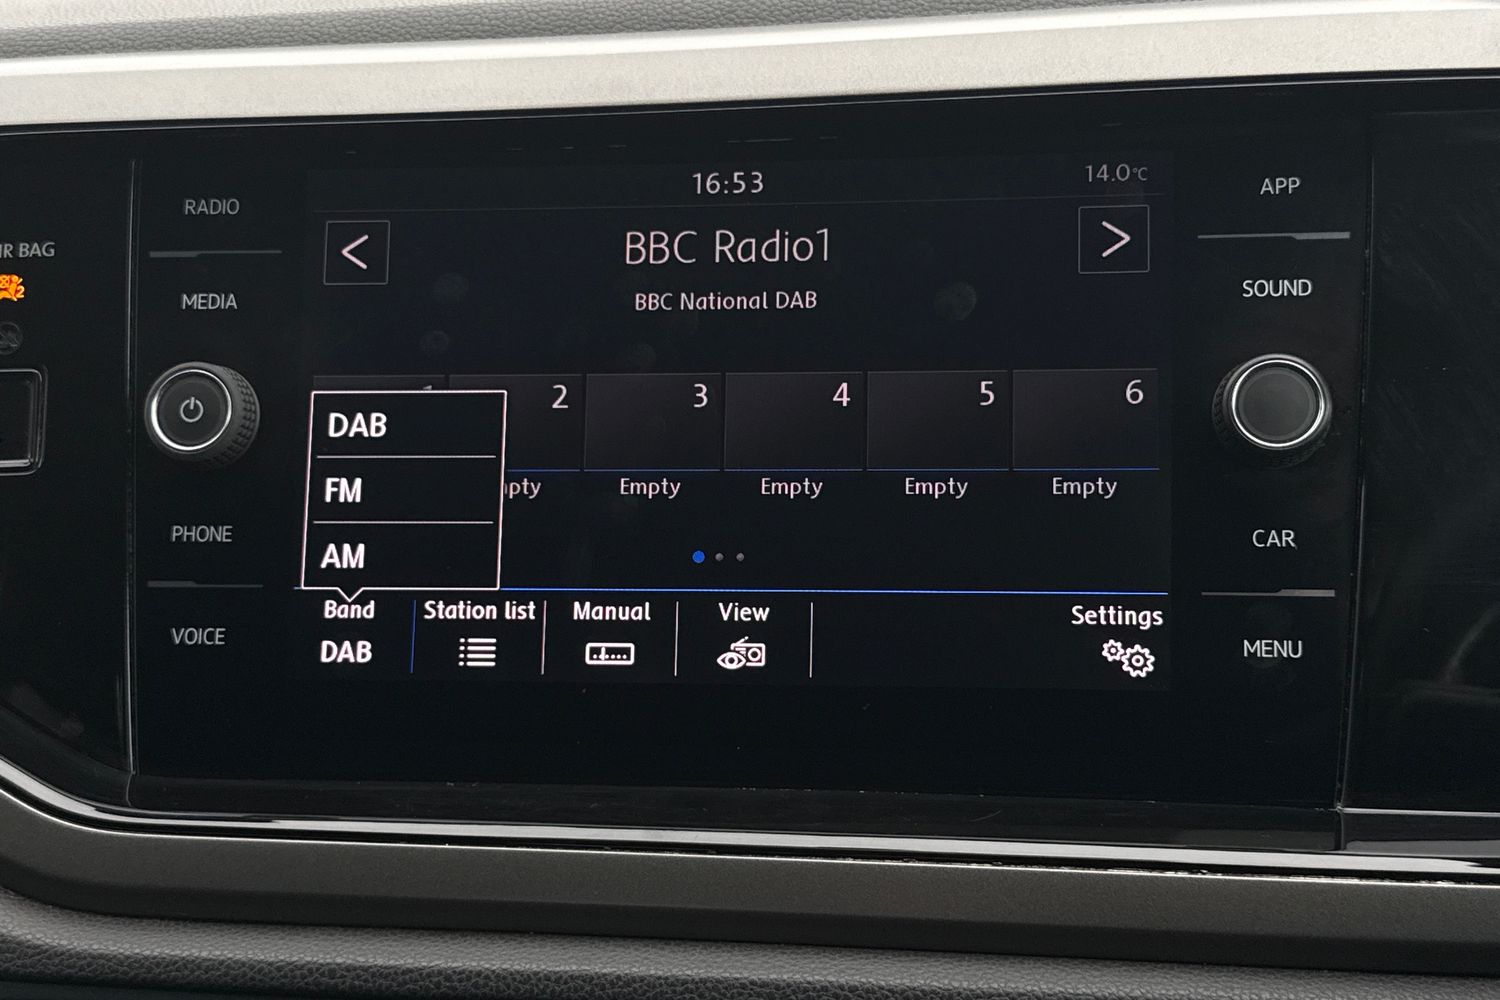 16:53
14.0°C
RADIO
APP
<
BBC Radio1
>
BBC National DAB
BAG
MEDIA
SOUND
2
3
4
5
6
DAB
FM
AM
Empty
Empty
Empty
Empty
PHONE
CAR
Band
Station list
Manual
View
Settings
DAB
VOICE
MENU